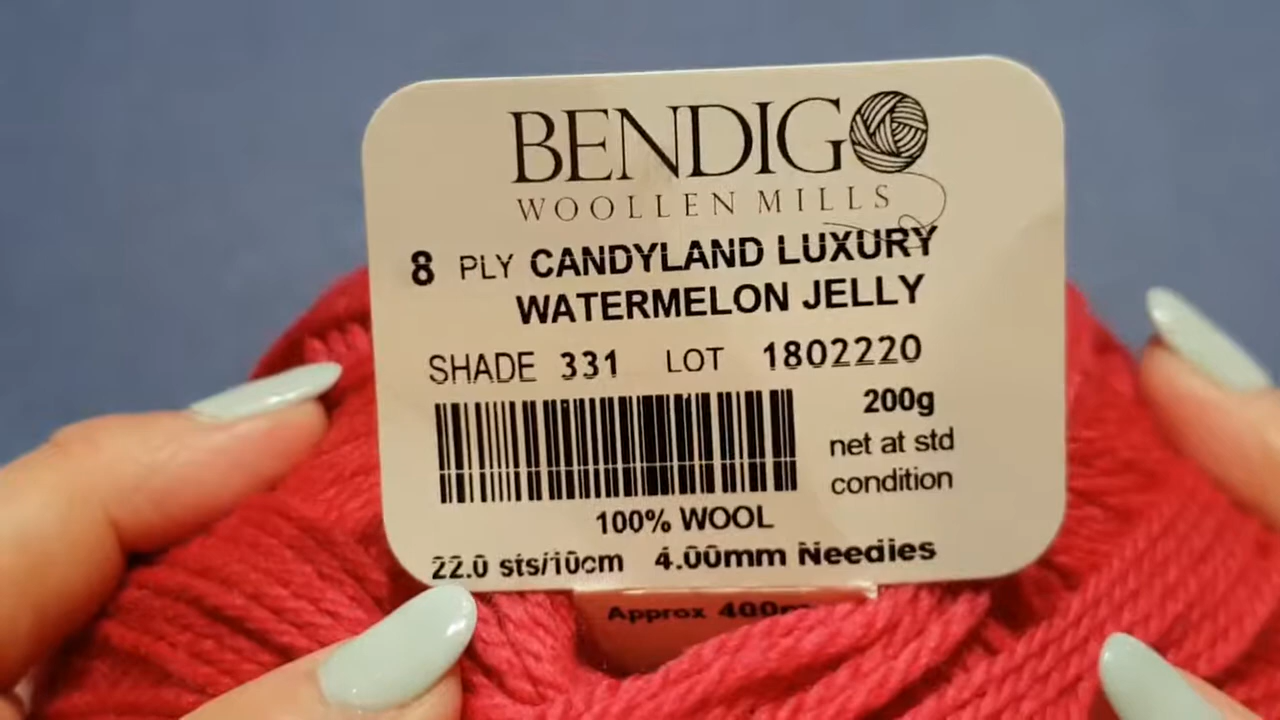 BENDIGO
WOOLLEN MILLS
8 PLY CANDYLAND LUXURY
WATERMELON JELLY
SHADE 331 LOT 1802220
200g
net at std
condition
100% WOOL
22.0 sts/10cm 4.00mm Needles
Approx 400m